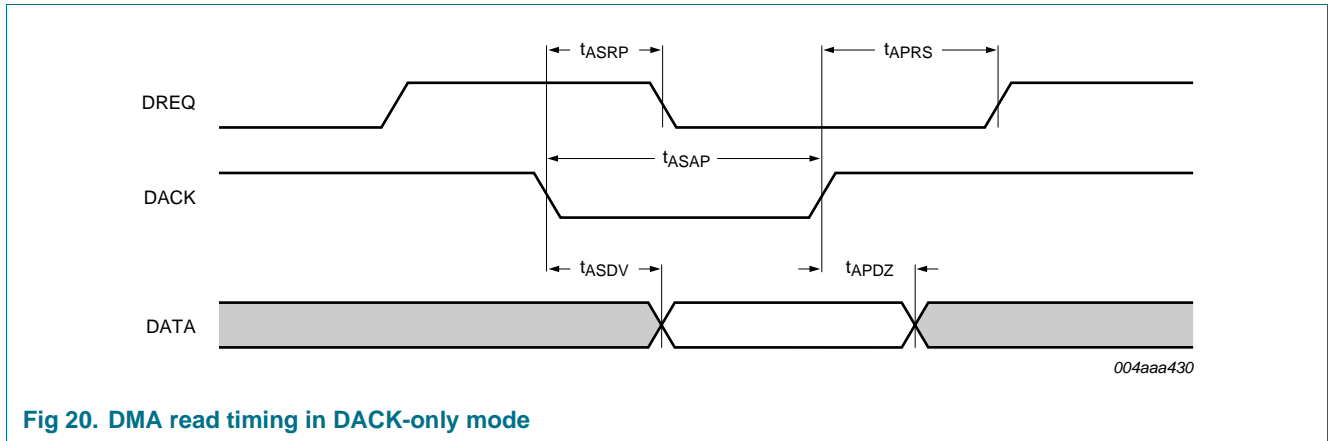 tASRP
tAPRS
DREQ
tASAP
DACK
tASDV
tAPDZ
DATA
004aaa430
Fig 20. DMA read timing in DACK-only mode